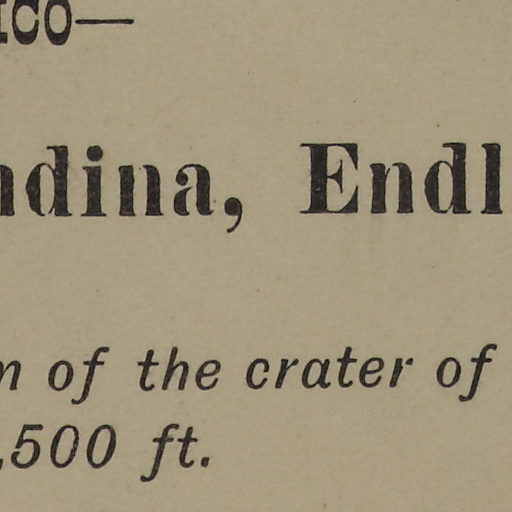 ico—
ndina, Endl
n of the crater of
,500 ft.